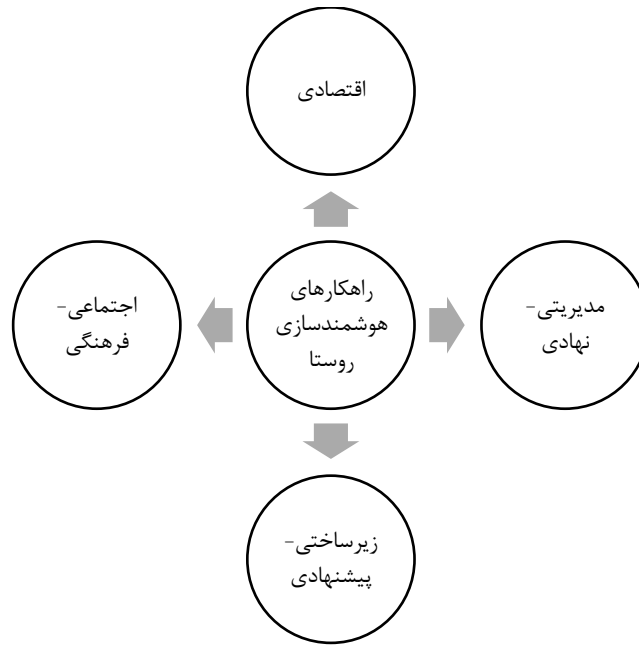 اقتصادی
راهکارهای
هوشمندسازی
روستا
مدیریتی-
نهادی
اجتماعی-
فرهنگی
زیرساختی-
پیشنهادی